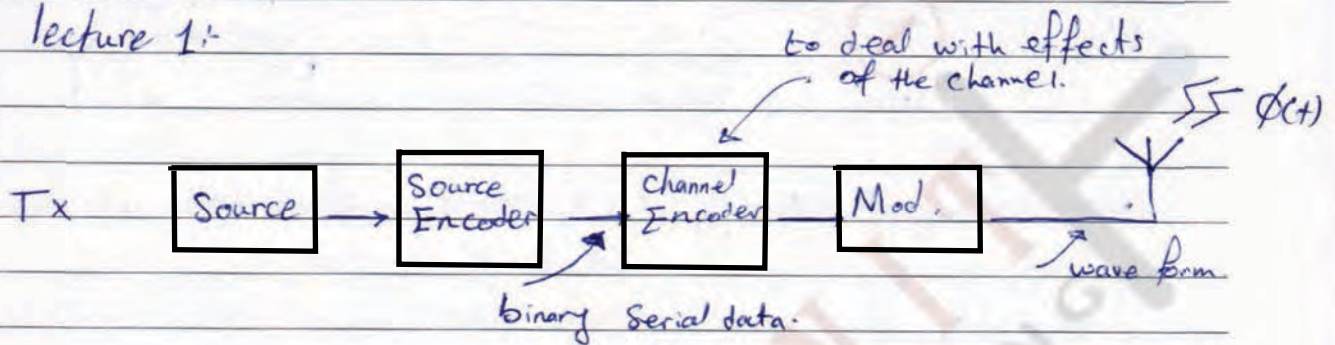 lecture 1:-
to deal with effects
of the channel.
φ(t)
Tx
Source
Source
Encoder
channel
Encoder
Mod.
wave form
binary Serial data.